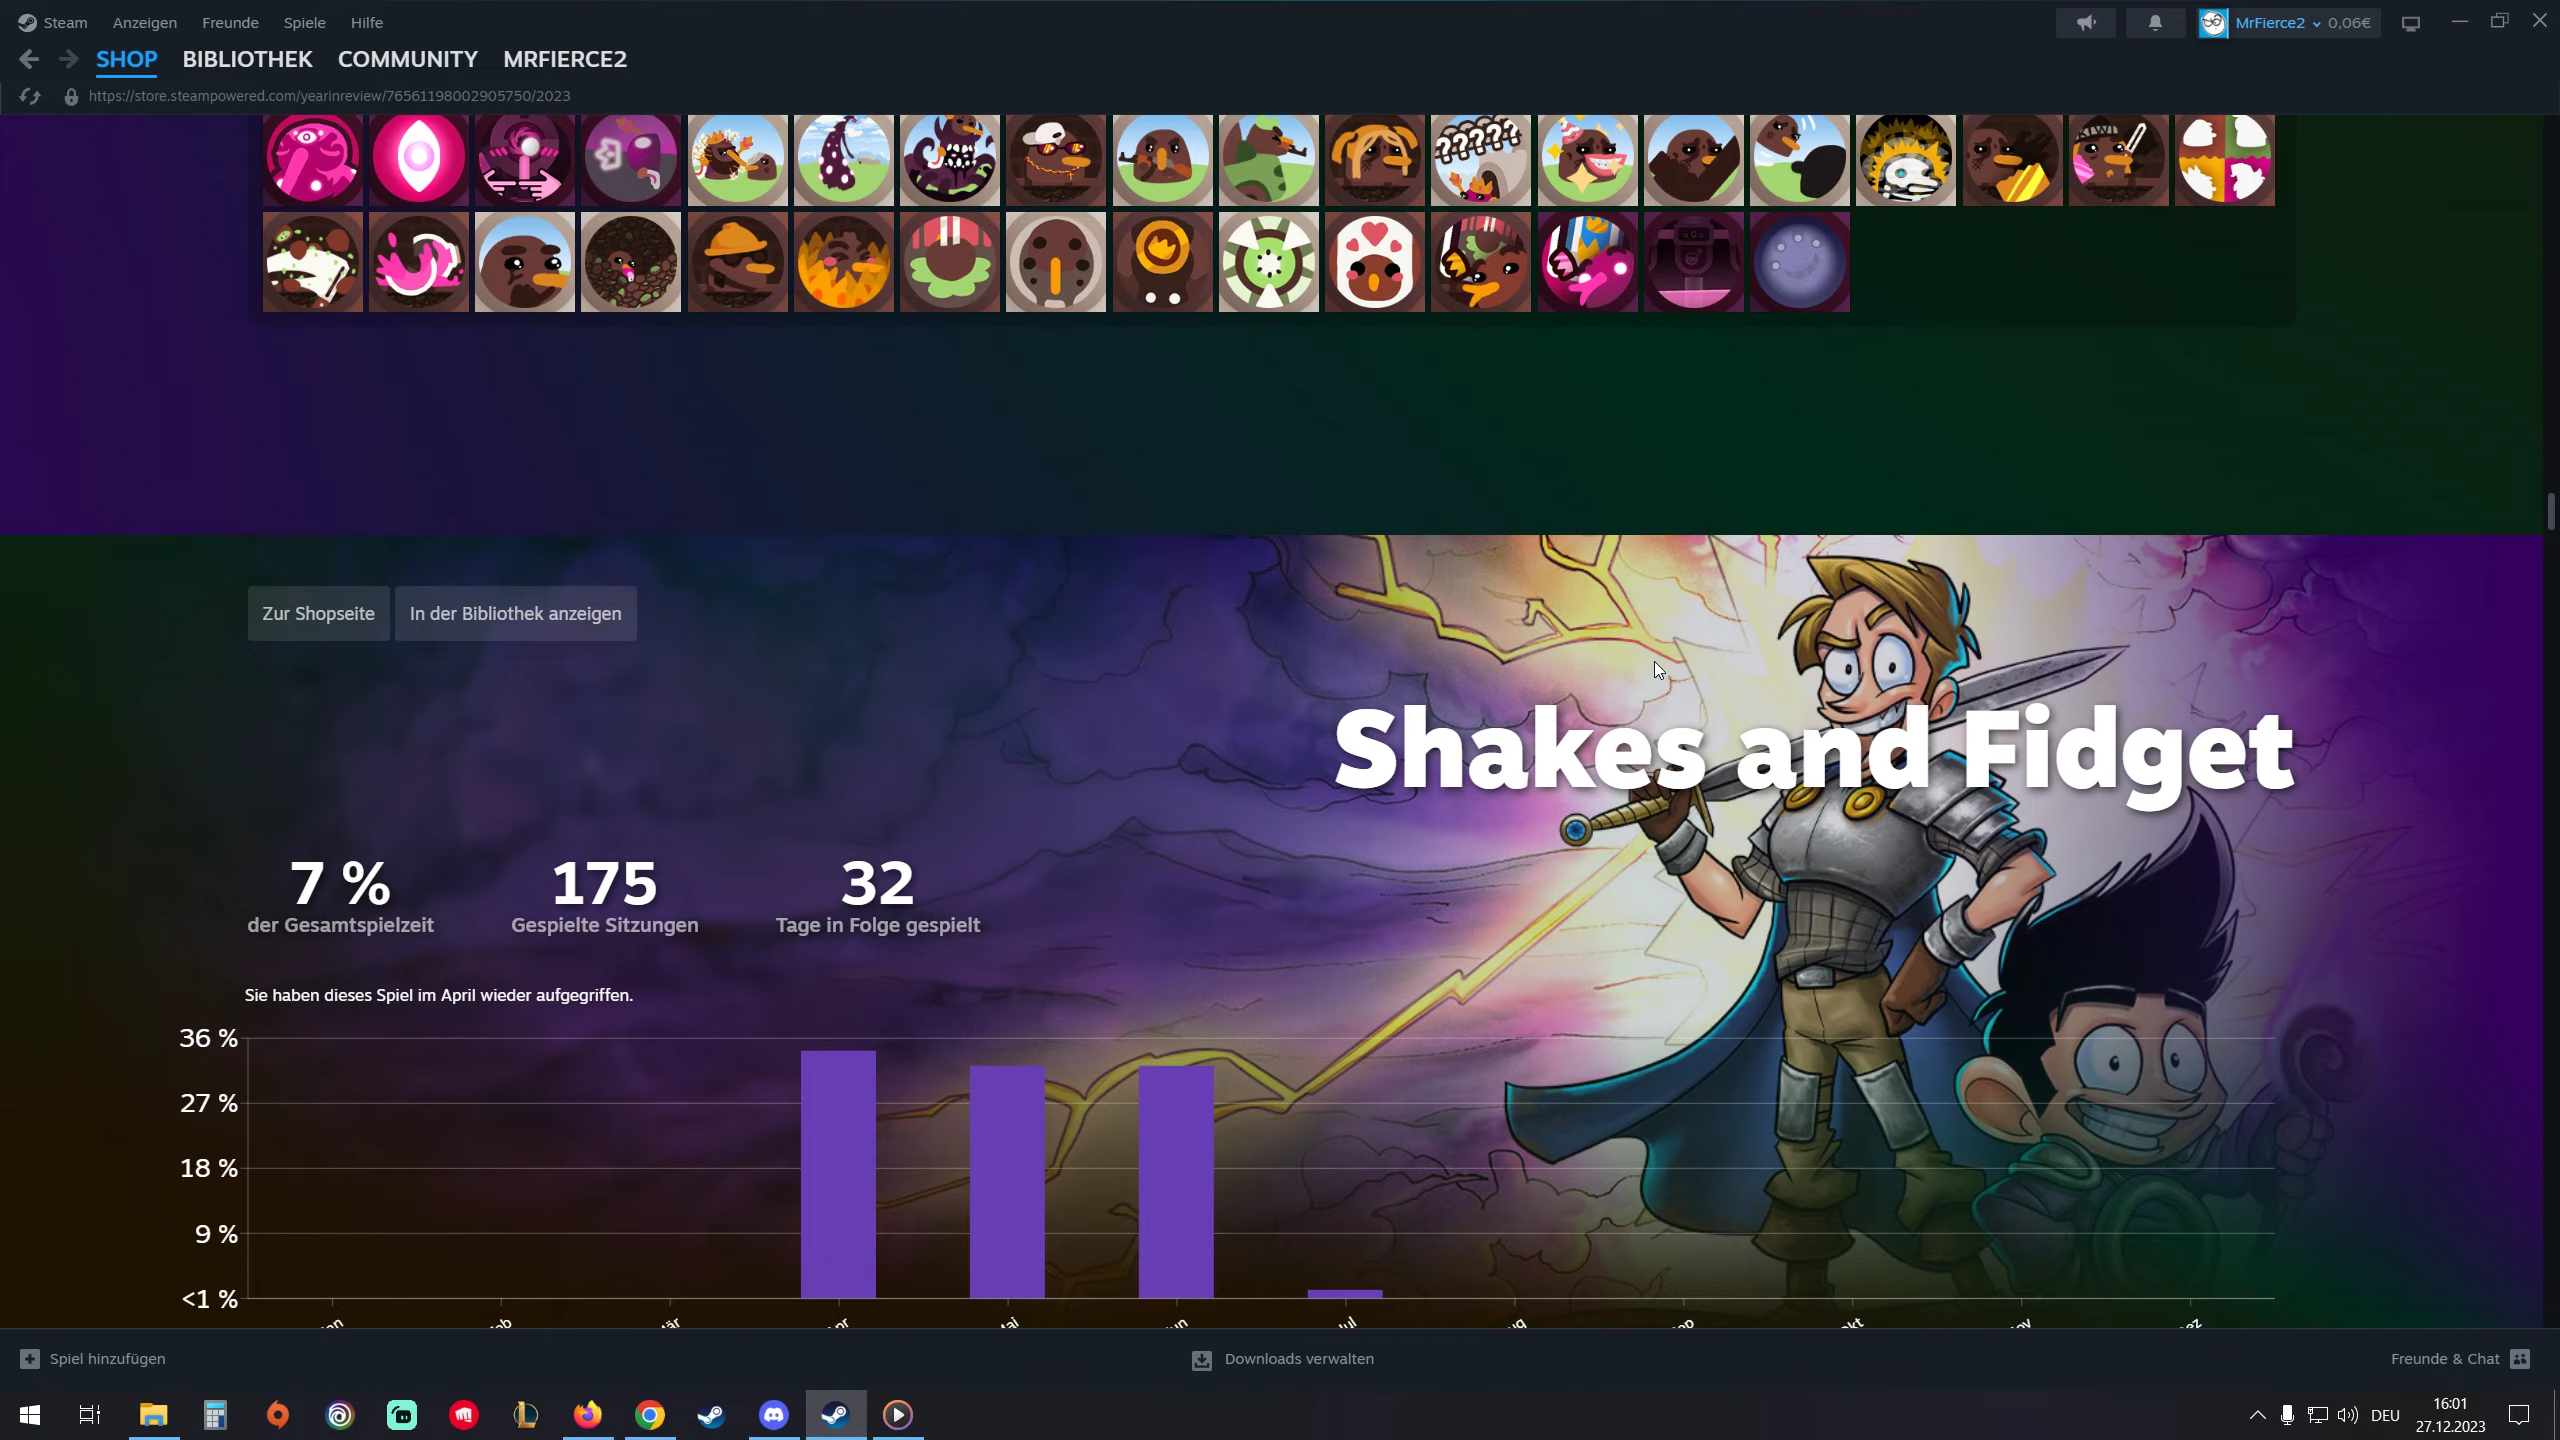 Steam Anzeigen Freunde Spiele Hilfe MrFierce2 0,06€
SHOP BIBLIOTHEK COMMUNITY MRFIERCE2
https://store.steampowered.com/yearinreview/76561198002905750/2023
?????
KIWI
Zur Shopseite In der Bibliothek anzeigen
Shakes and Fidget
7 % 175 32
der Gesamtspielzeit Gespielte Sitzungen Tage in Folge gespielt
Sie haben dieses Spiel im April wieder aufgegriffen.
36 %
27 %
18 %
9 %
<1 %
Spiel hinzufügen Downloads verwalten Freunde & Chat
DEU 16:01
27.12.2023